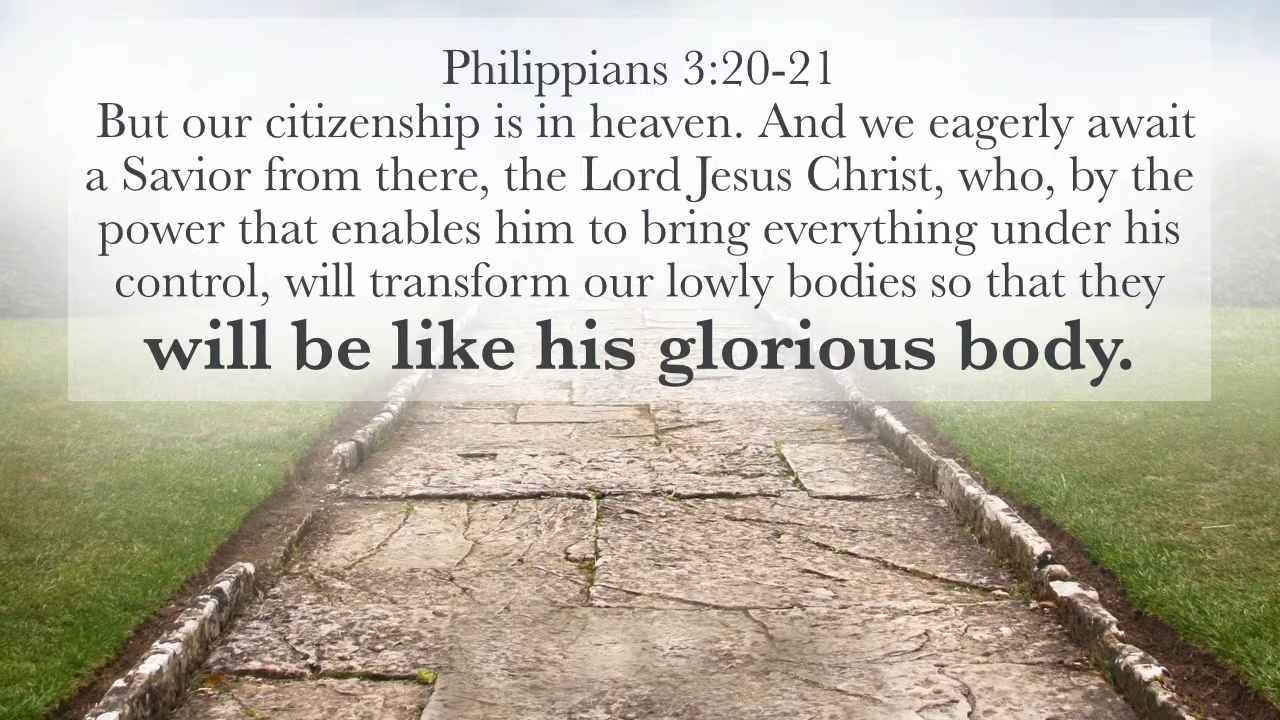 Philippians 3:20-21
But our citizenship is in heaven. And we eagerly await
a Savior from there, the Lord Jesus Christ, who, by the
power that enables him to bring everything under his
control, will transform our lowly bodies so that they
will be like his glorious body.